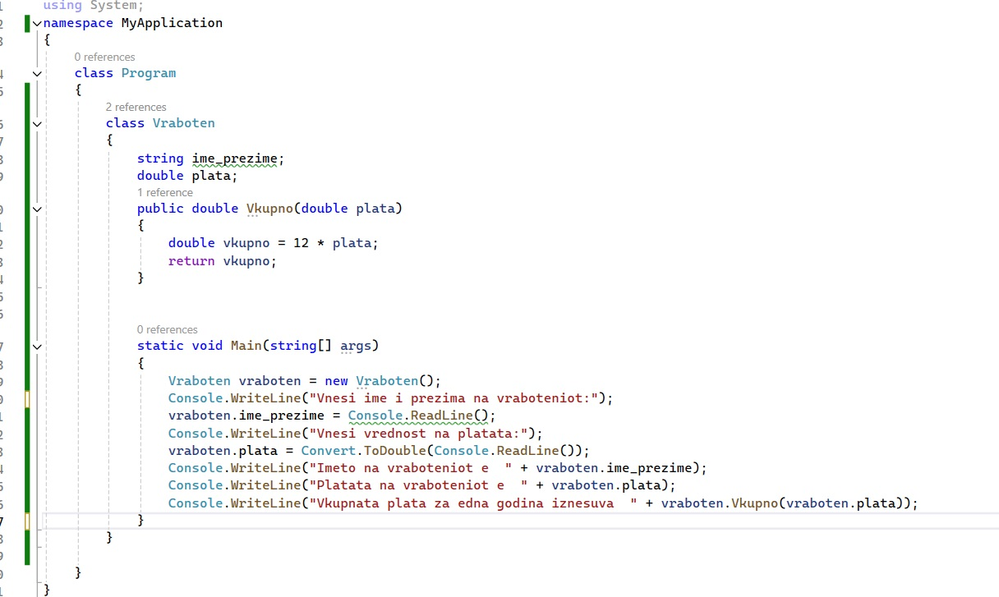 using System;
namespace MyApplication
{
0 references
class Program
{
2 references
class Vraboten
{
string ime_prezime;
double plata;
1 reference
public double Vkupno(double plata)
{
double vkupno = 12 * plata;
return vkupno;
}
0 references
static void Main(string[] args)
{
Vraboten vraboten = new Vraboten();
Console.WriteLine("Vnesi ime i prezima na vraboteniot:");
vraboten.ime_prezime = Console.ReadLine();
Console.WriteLine("Vnesi vrednost na platata:");
vraboten.plata = Convert.ToDouble(Console.ReadLine());
Console.WriteLine("Imeto na vraboteniot e  " + vraboten.ime_prezime);
Console.WriteLine("Platata na vraboteniot e  " + vraboten.plata);
Console.WriteLine("Vkupnata plata za edna godina iznesuva  " + vraboten.Vkupno(vraboten.plata));
}
}
}
}